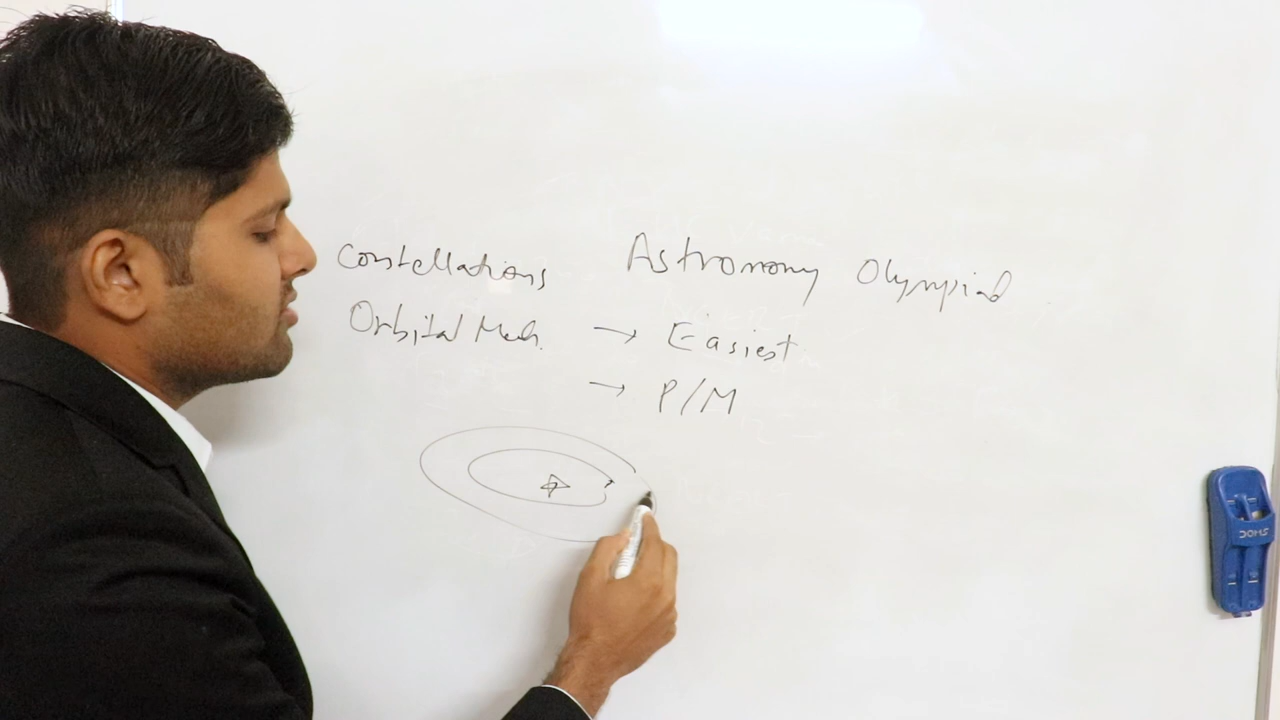 Constellations Astronomy Olympiad
Orbital Mech. → Easiest
→ P/M
DOMS